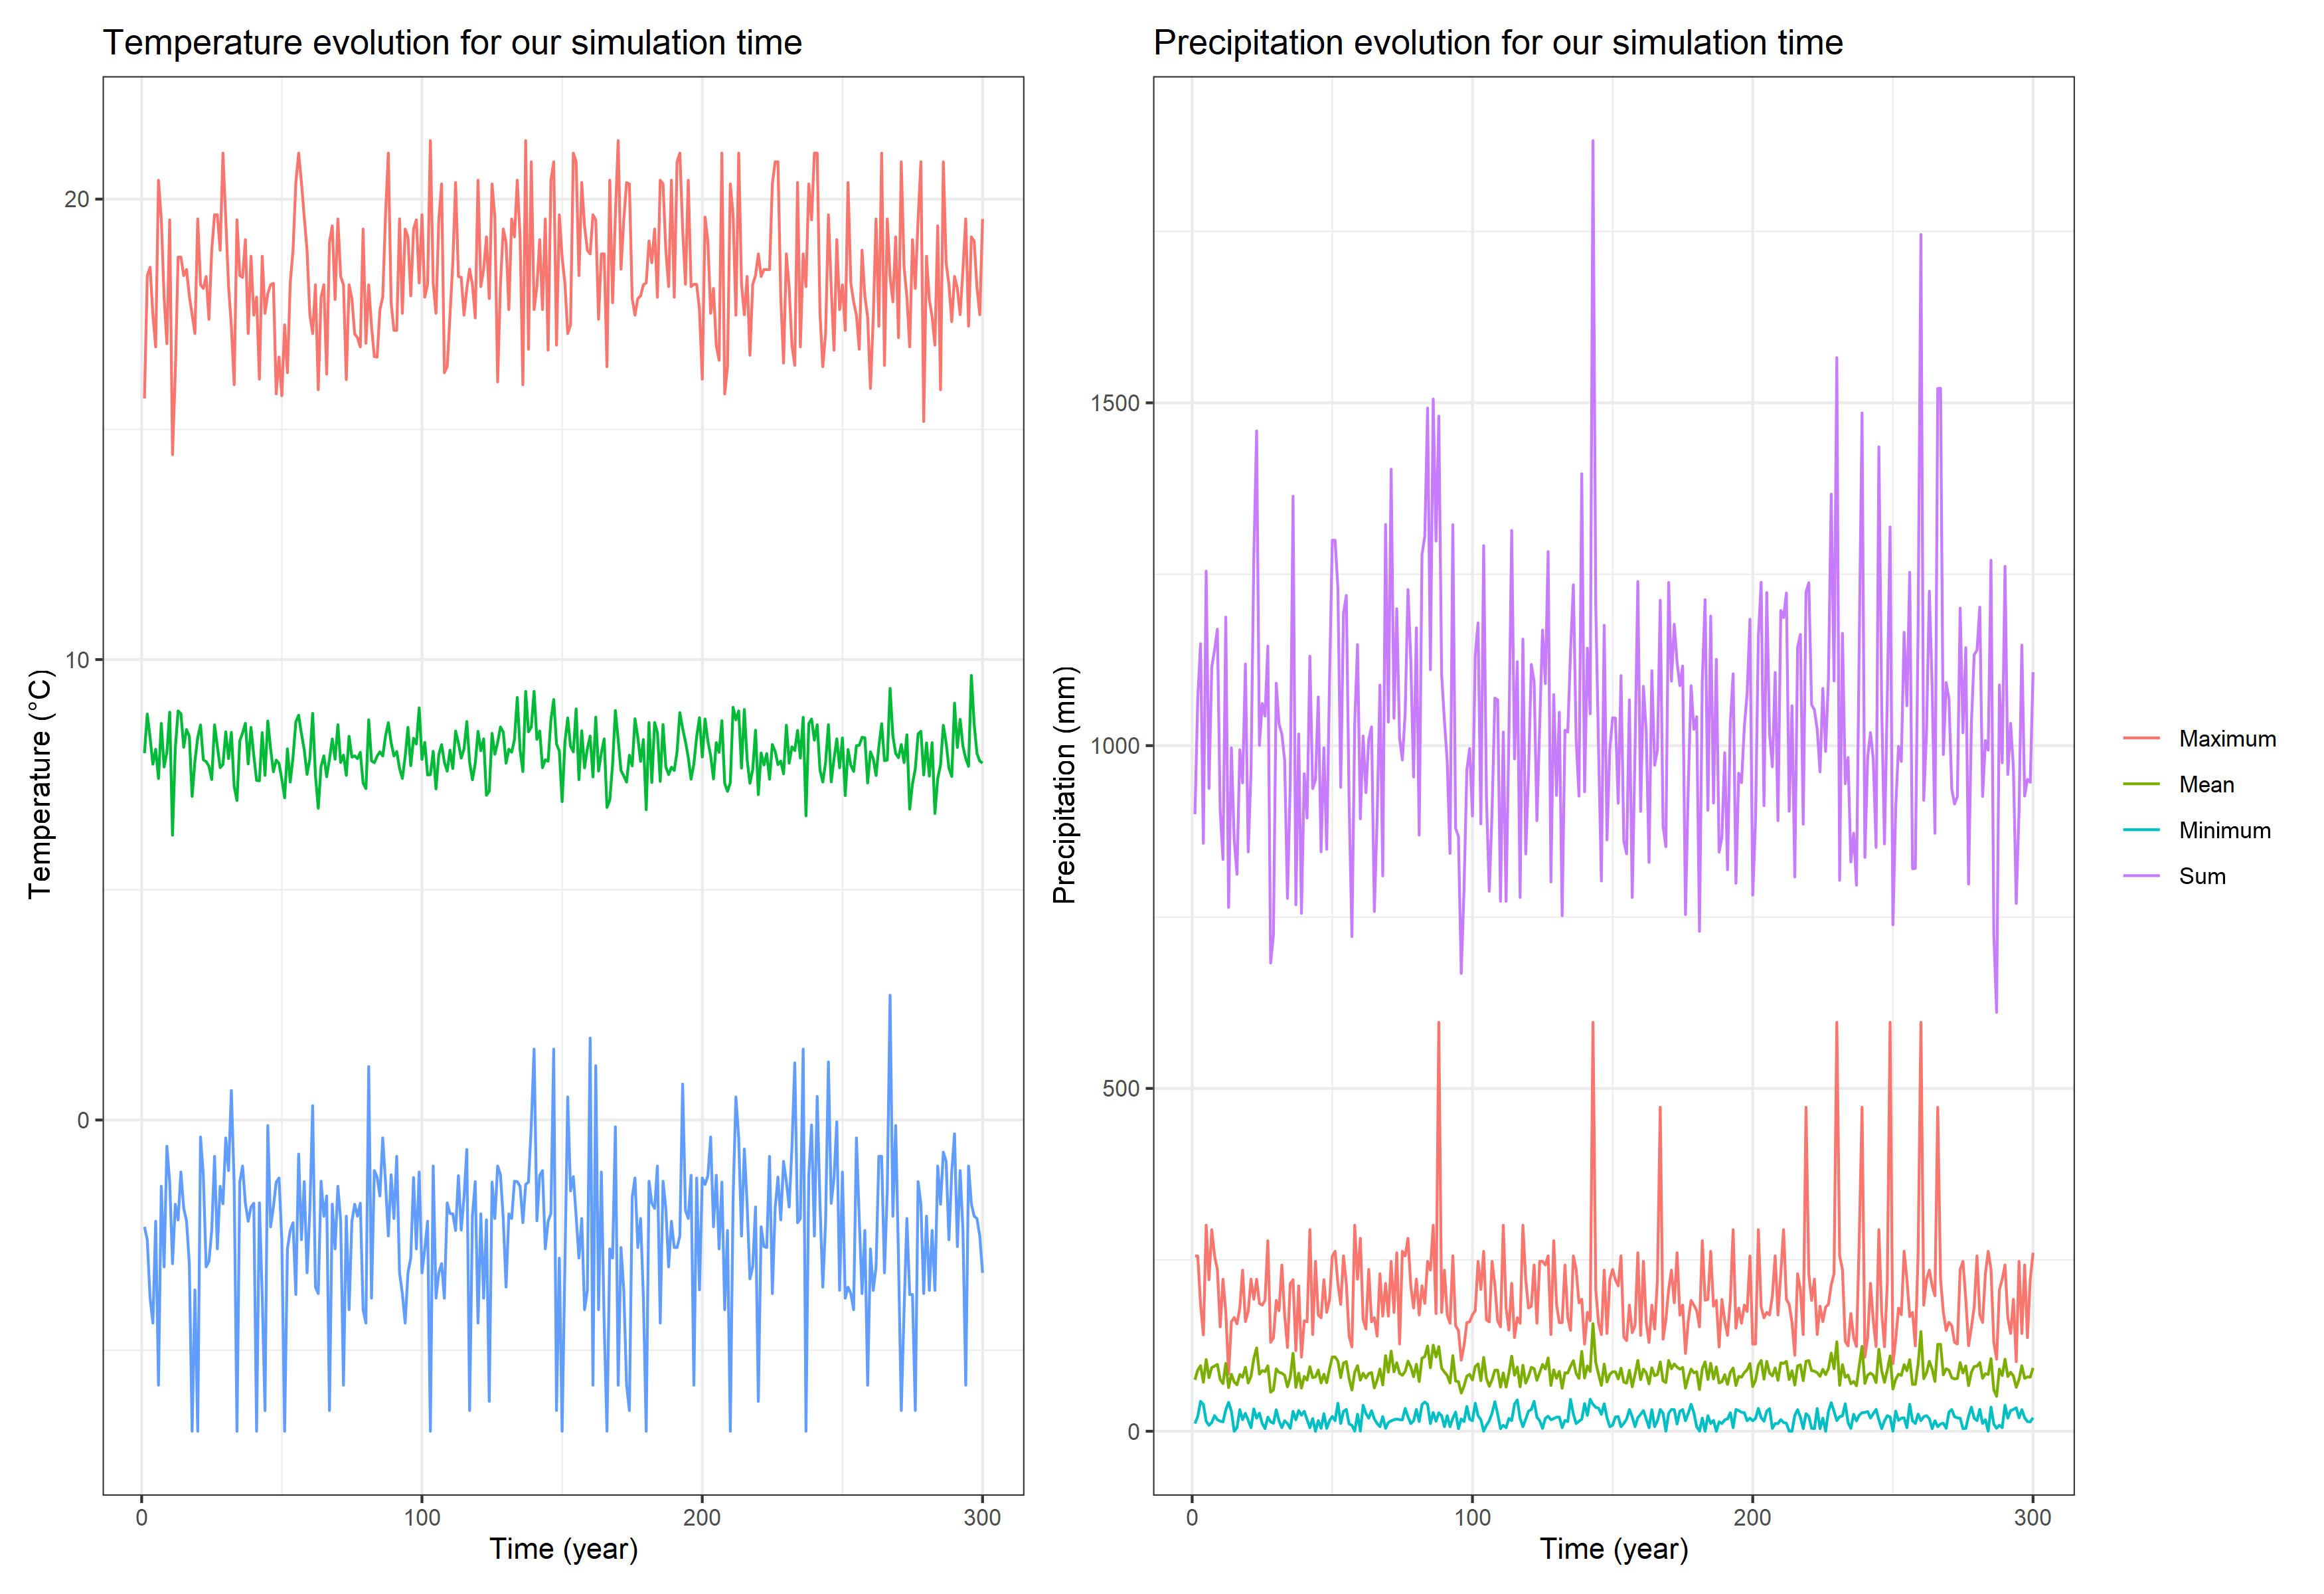 Temperature evolution for our simulation time
20
10
0
Temperature (°C)
0 100 200 300
Time (year)
Precipitation evolution for our simulation time
1500
1000
500
0
Precipitation (mm)
0 100 200 300
Time (year)
Maximum
Mean
Minimum
Sum